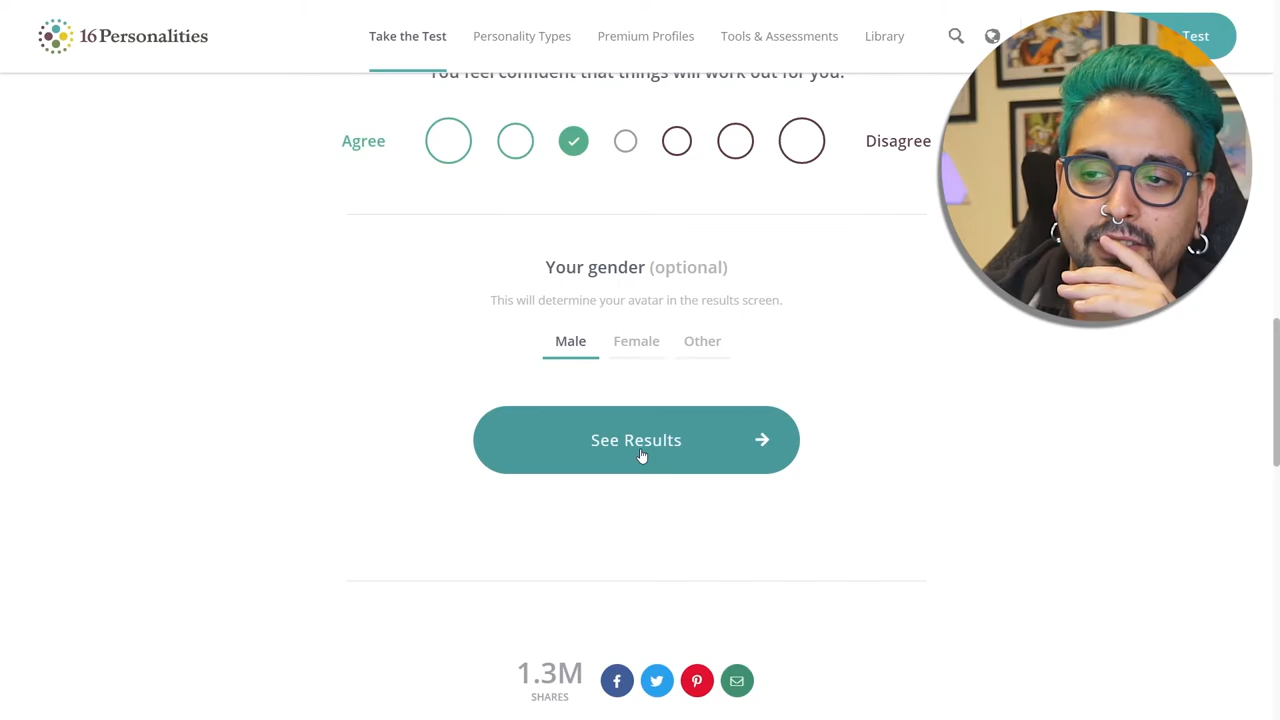 16Personalities
Take the Test
Personality Types
Premium Profiles
Tools & Assessments
Library
Test
You feel confident that things will work out for you.
Agree
Disagree
Your gender (optional)
This will determine your avatar in the results screen.
Male
Female
Other
See Results
1.3M
SHARES